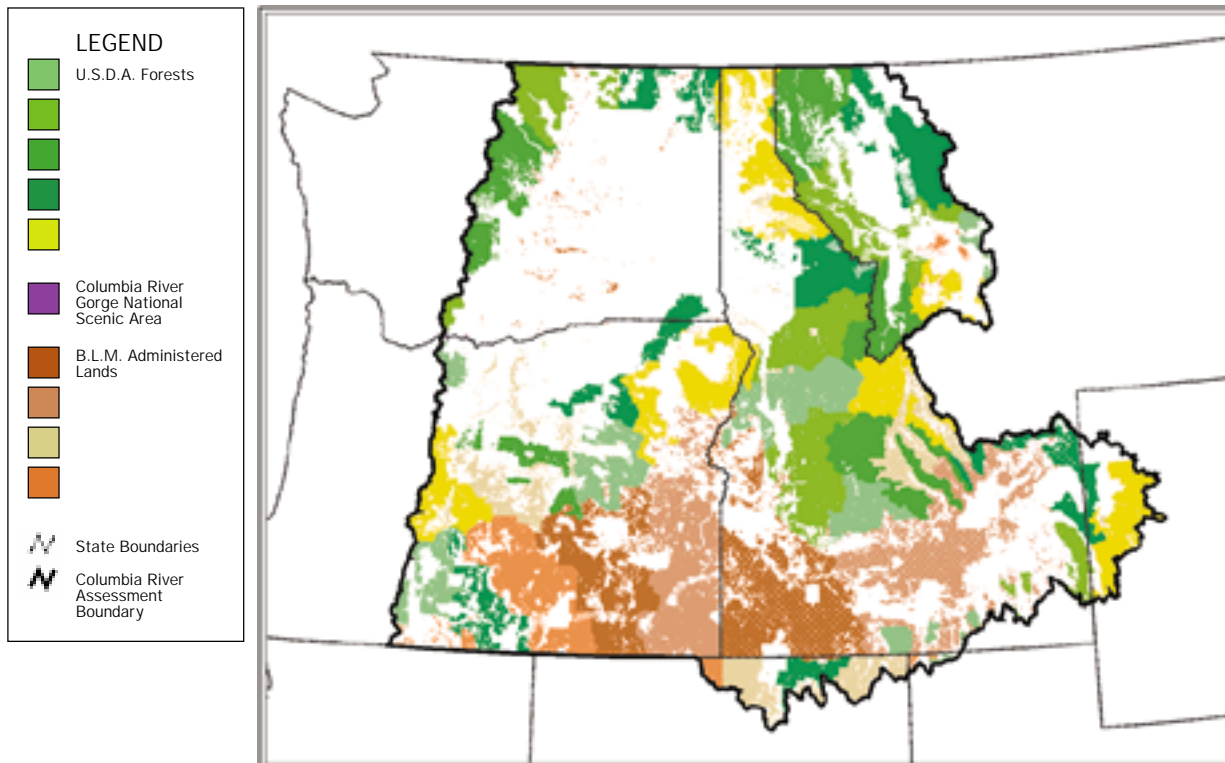 LEGEND
U.S.D.A. Forests
Columbia River
Gorge National
Scenic Area
B.L.M. Administered
Lands
State Boundaries
Columbia River
Assessment
Boundary